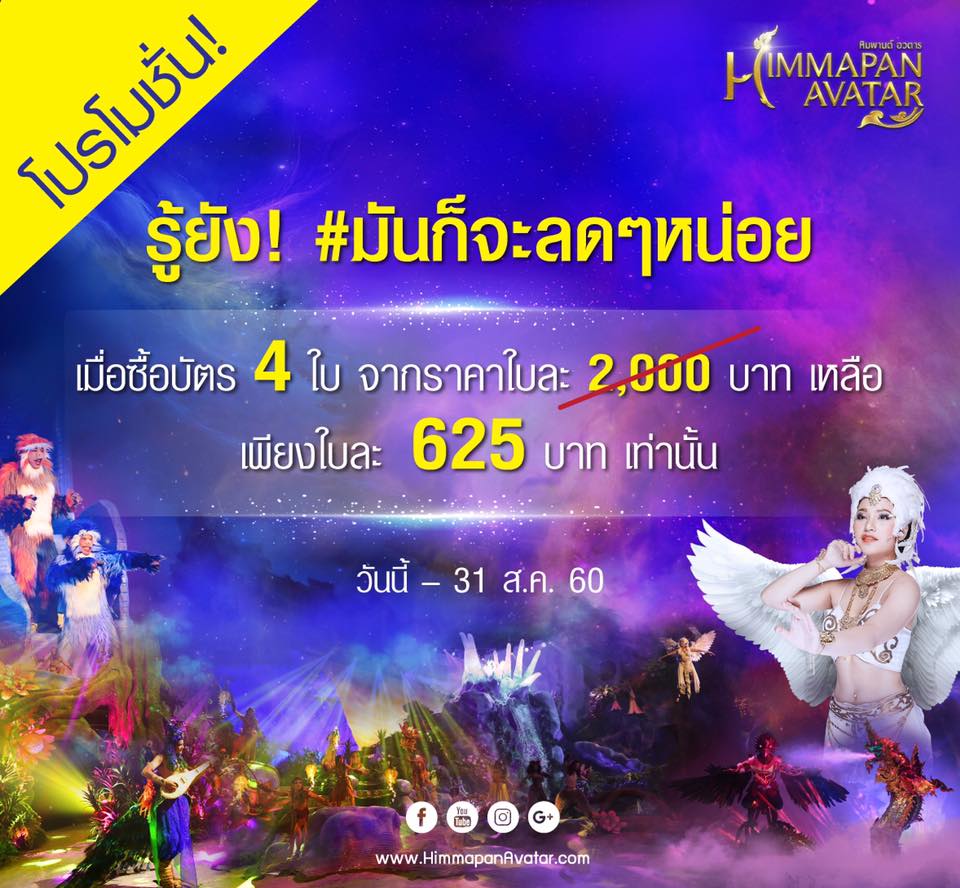 โปรโมชั่น!
หิมพานต์ อวตาร
HIMMAPAN
AVATAR
รู้ยัง! #มันก็จะลดๆหน่อย
เมื่อซื้อบัตร 4 ใบ จากราคาใบละ 2,000 บาท เหลือ
เพียงใบละ 625 บาท เท่านั้น
วันนี้ – 31 ส.ค. 60
f You Tube G+
www.HimmapanAvatar.com